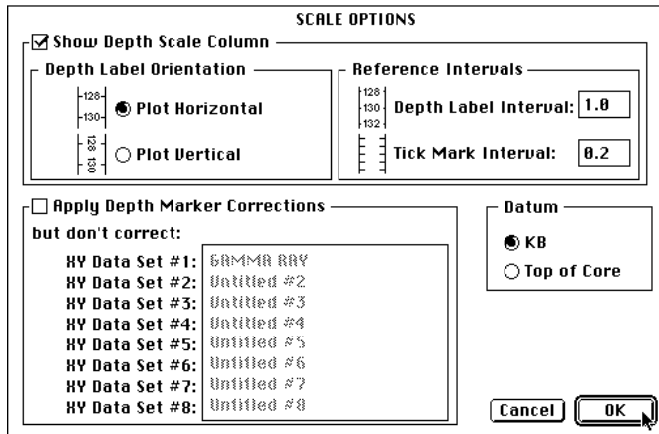 SCALE OPTIONS
Show Depth Scale Column
Depth Label Orientation
128
130
Plot Horizontal
128
130
Plot Vertical
Reference Intervals
128
130
132
Depth Label Interval: 1.0
Tick Mark Interval: 0.2
Apply Depth Marker Corrections
but don't correct:
XY Data Set #1: GAMMA RAY
XY Data Set #2: Untitled #2
XY Data Set #3: Untitled #3
XY Data Set #4: Untitled #4
XY Data Set #5: Untitled #5
XY Data Set #6: Untitled #6
XY Data Set #7: Untitled #7
XY Data Set #8: Untitled #8
Datum
KB
Top of Core
Cancel
OK